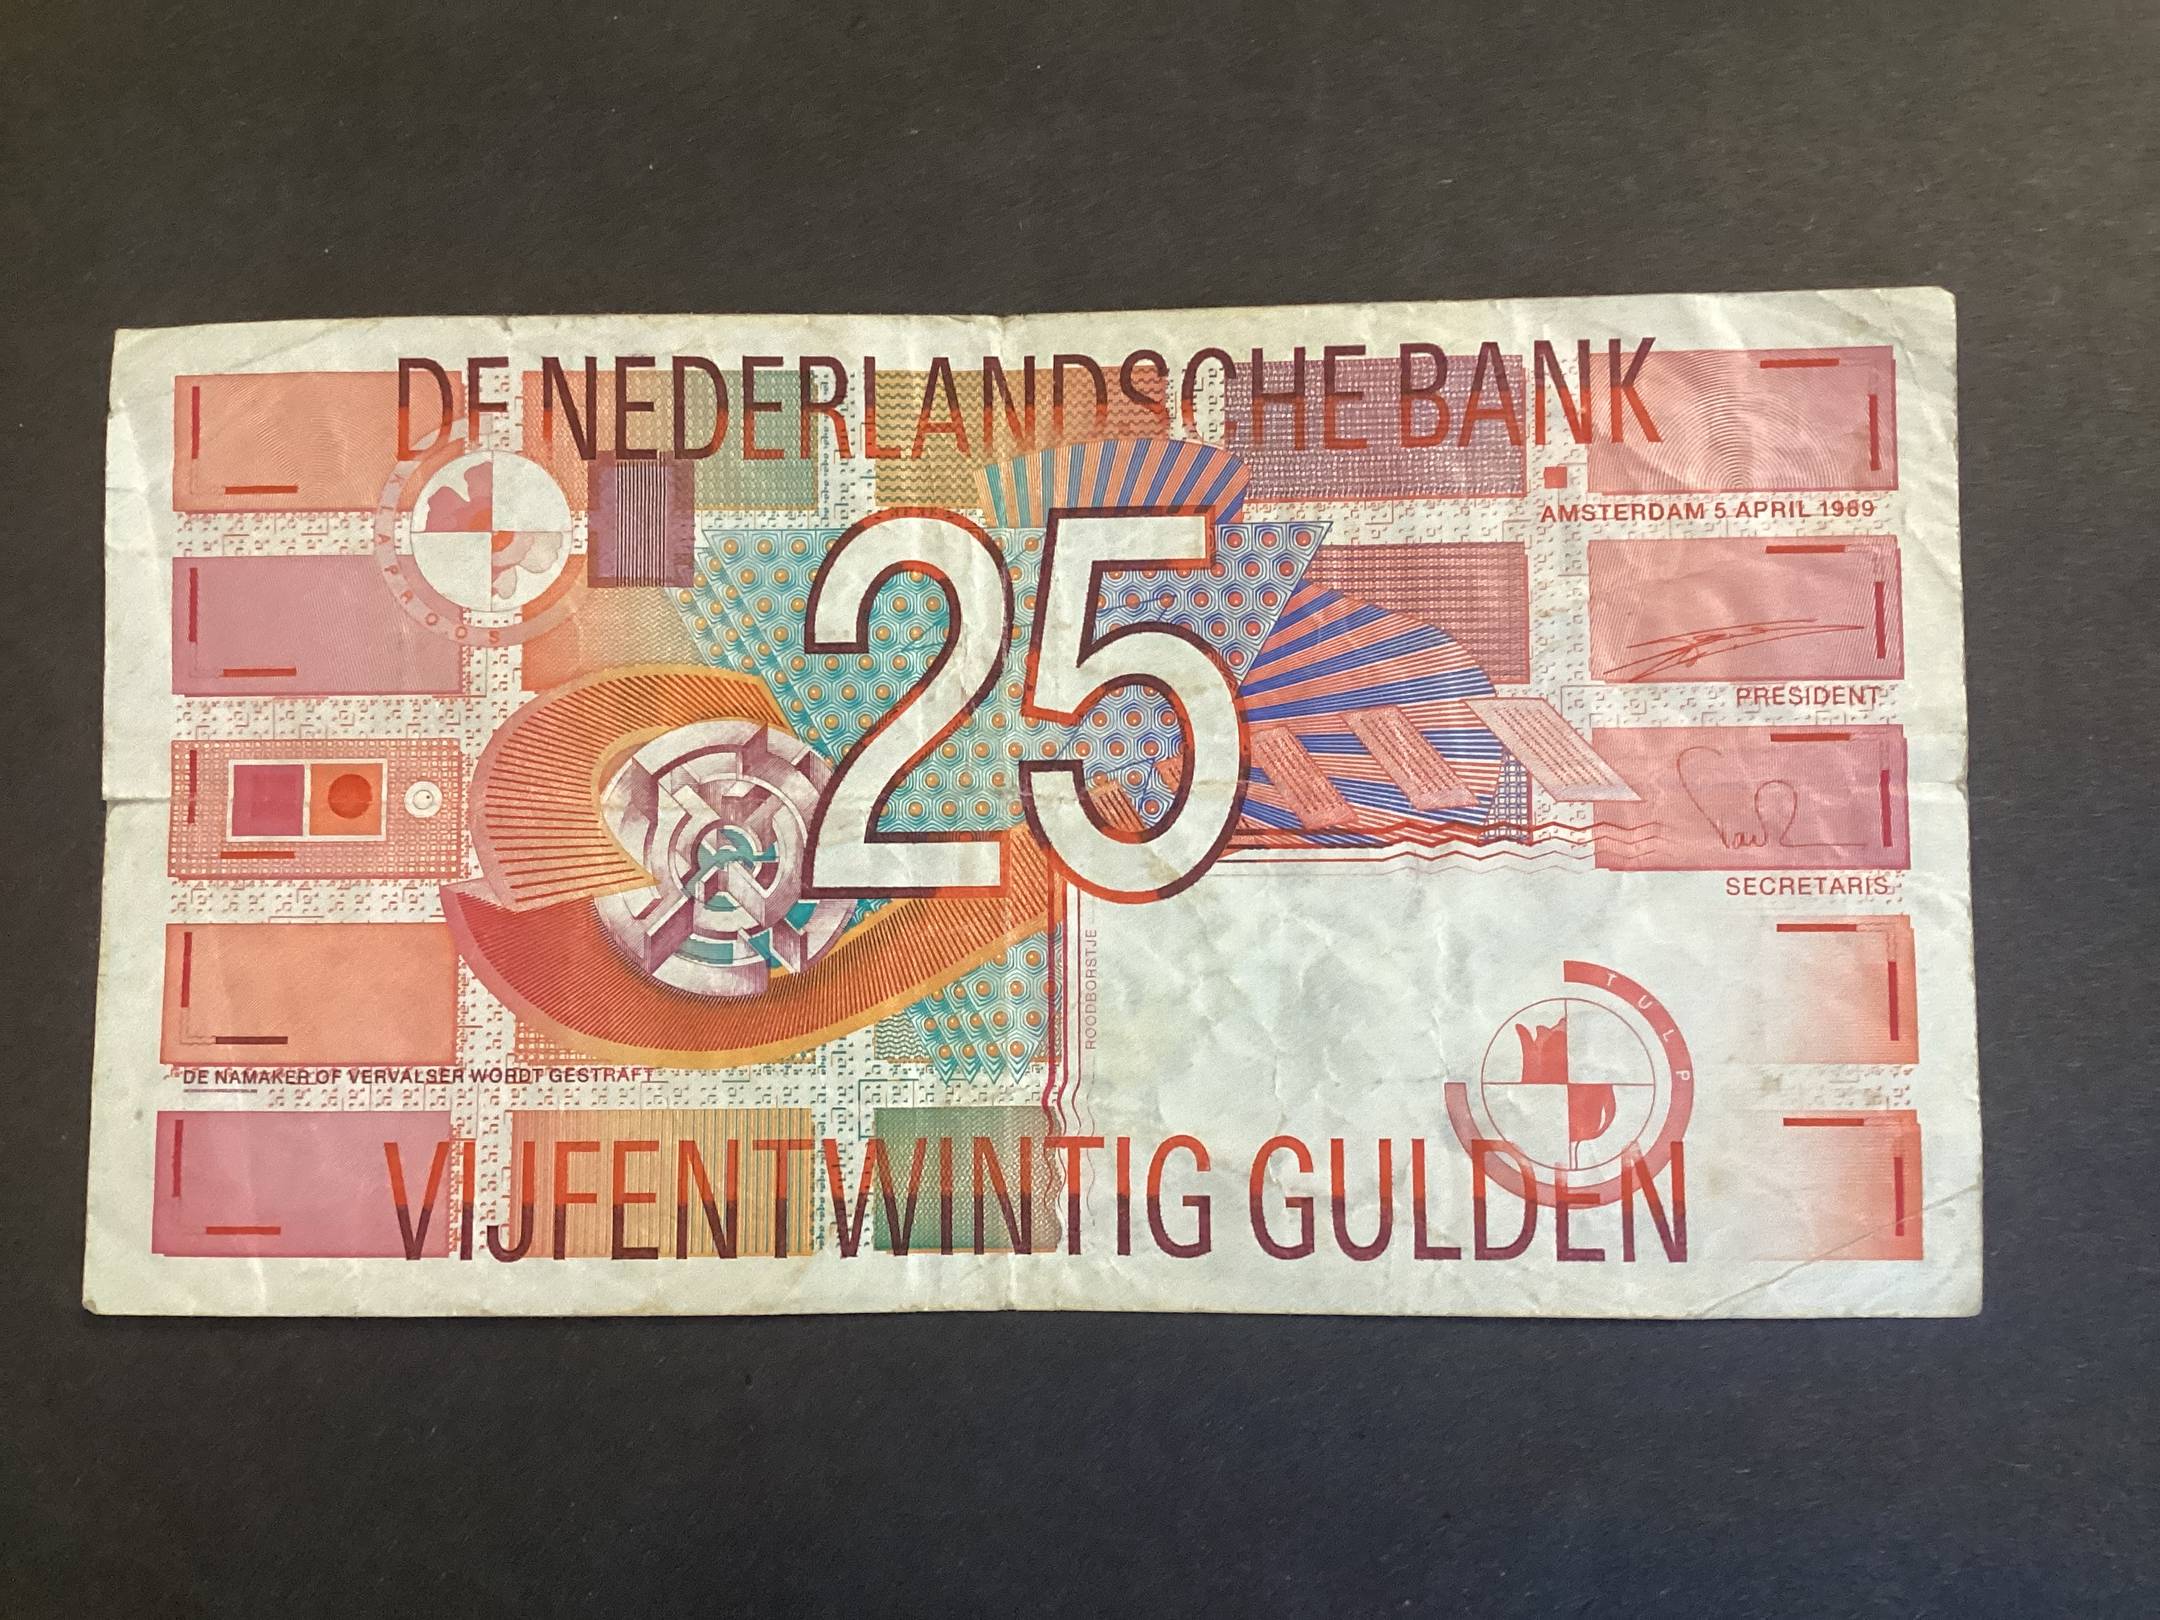 DE NEDERLANDSCHE BANK
AMSTERDAM 5 APRIL 1989
KLAPROOS
25
PRESIDENT
SECRETARIS
ROODBORSTJE
TULP
DE NAMAKER OF VERVALSER WORDT GESTRAFT
VIJFENTWINTIG GULDEN